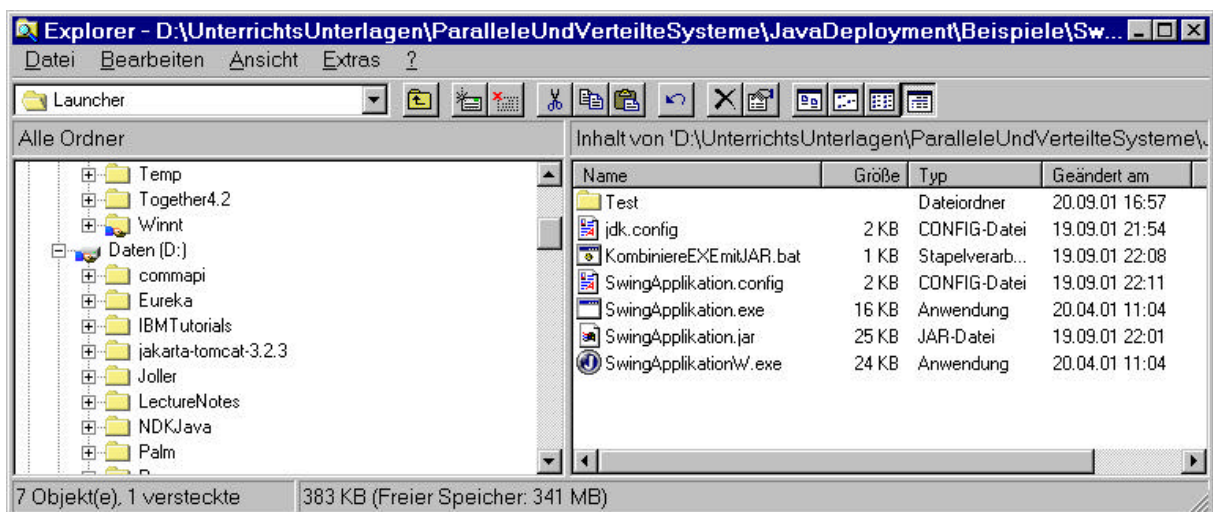 Explorer - D:\UnterrichtsUnterlagen\ParalleleUndVerteilteSysteme\JavaDeployment\Beispiele\Sw...
Datei Bearbeiten Ansicht Extras ?
Launcher
Alle Ordner
Inhalt von 'D:\UnterrichtsUnterlagen\ParalleleUndVerteilteSysteme\
Temp
Together4.2
Winnt
Daten (D:)
commapi
Eureka
IBMTutorials
jakarta-tomcat-3.2.3
Joller
LectureNotes
NDKJava
Palm
Name Größe Typ Geändert am
Test Dateiordner 20.09.01 16:57
jdk.config 2 KB CONFIG-Datei 19.09.01 21:54
KombiniereEXEmitJAR.bat 1 KB Stapelverarb... 19.09.01 22:08
SwingApplikation.config 2 KB CONFIG-Datei 19.09.01 22:11
SwingApplikation.exe 16 KB Anwendung 20.04.01 11:04
SwingApplikation.jar 25 KB JAR-Datei 19.09.01 22:01
SwingApplikationW.exe 24 KB Anwendung 20.04.01 11:04
7 Objekt(e), 1 versteckte 383 KB (Freier Speicher: 341 MB)